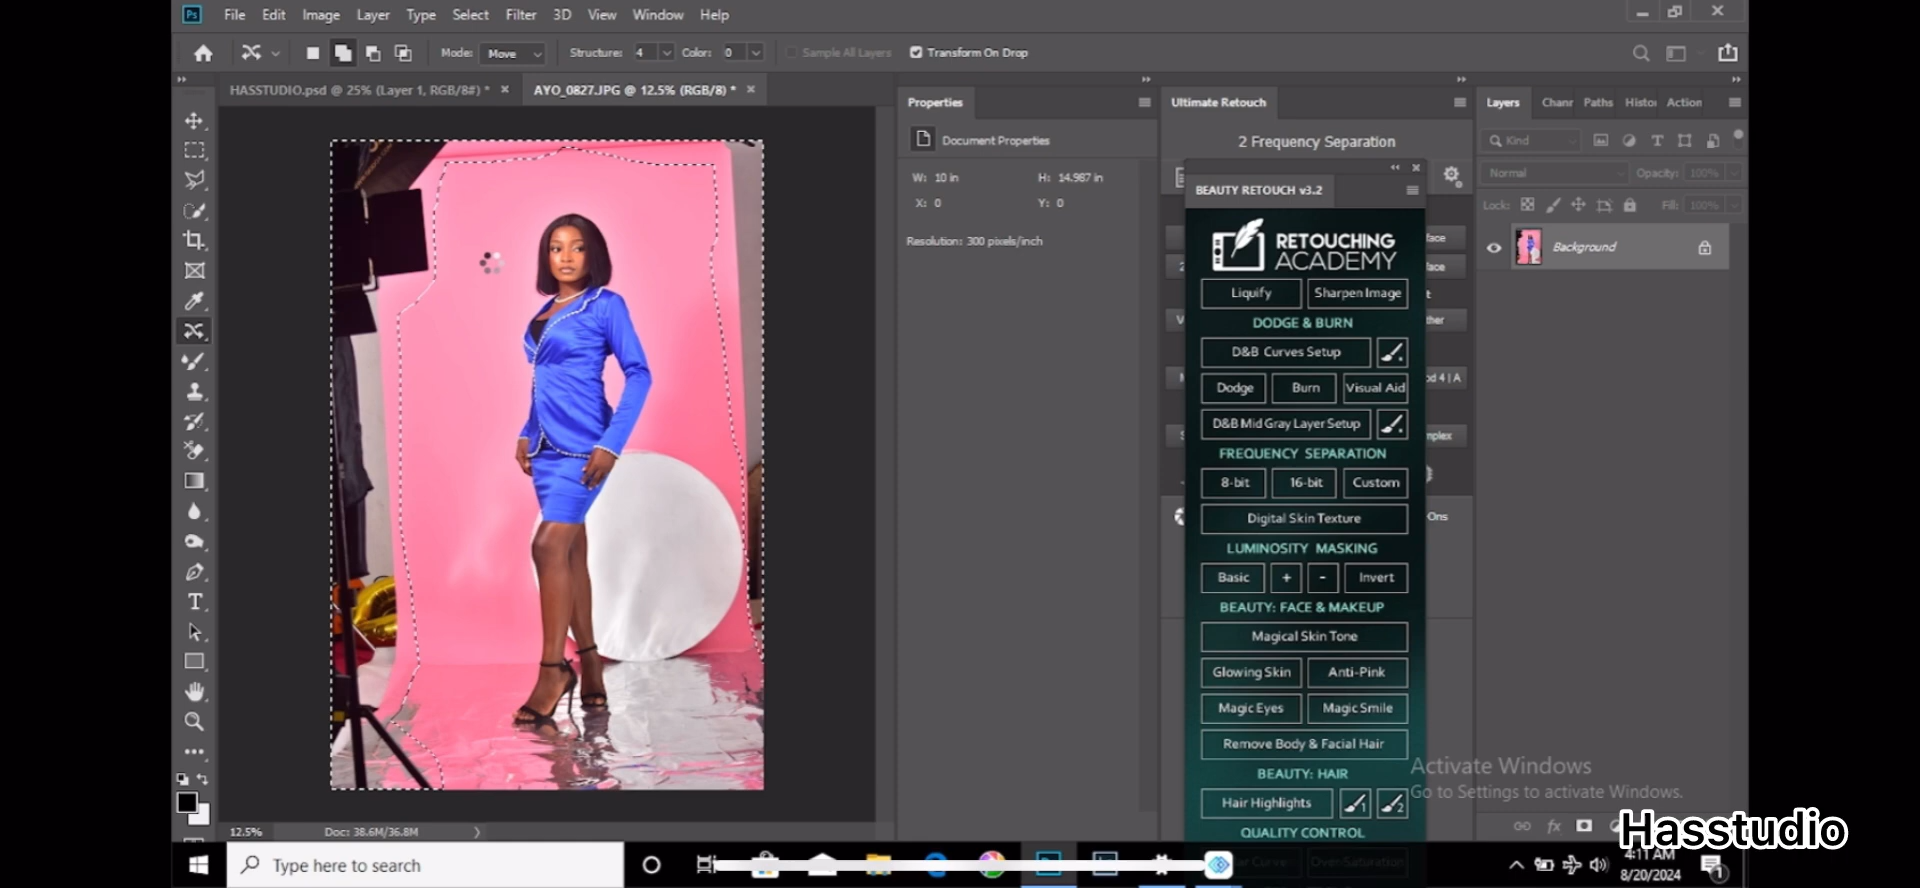 Ps File Edit Image Layer Type Select Filter 3D View Window Help
Mode: Move Structure: 4 Color: 0 Sample All Layers Transform On Drop
HASSTUDIO.psd @ 25% (Layer 1, RGB/8#) * × AYO_0827.JPG @ 12.5% (RGB/8) * ×
Properties
Document Properties
W: 10 in H: 14.987 in
X: 0 Y: 0
Resolution: 300 pixels/inch
Ultimate Retouch
2 Frequency Separation
BEAUTY RETOUCH v3.2
RETOUCHING
ACADEMY
Liquify Sharpen Image
DODGE & BURN
D&B Curves Setup
Dodge Burn Visual Aid
D&B Mid Gray Layer Setup
FREQUENCY SEPARATION
8-bit 16-bit Custom
Digital Skin Texture
LUMINOSITY MASKING
Basic + - Invert
BEAUTY: FACE & MAKEUP
Magical Skin Tone
Glowing Skin Anti-Pink
Magic Eyes Magic Smile
Remove Body & Facial Hair
BEAUTY: HAIR
Hair Highlights 1 2
QUALITY CONTROL
Over-Saturation
Layers Chanr Paths Histor Action
Kind
Normal Opacity: 100%
Lock: Fill: 100%
Background
Activate Windows
Go to Settings to activate Windows.
fx
Hasstudio
12.5% Doc: 38.6M/36.8M
Type here to search
4:11 AM
8/20/2024
1